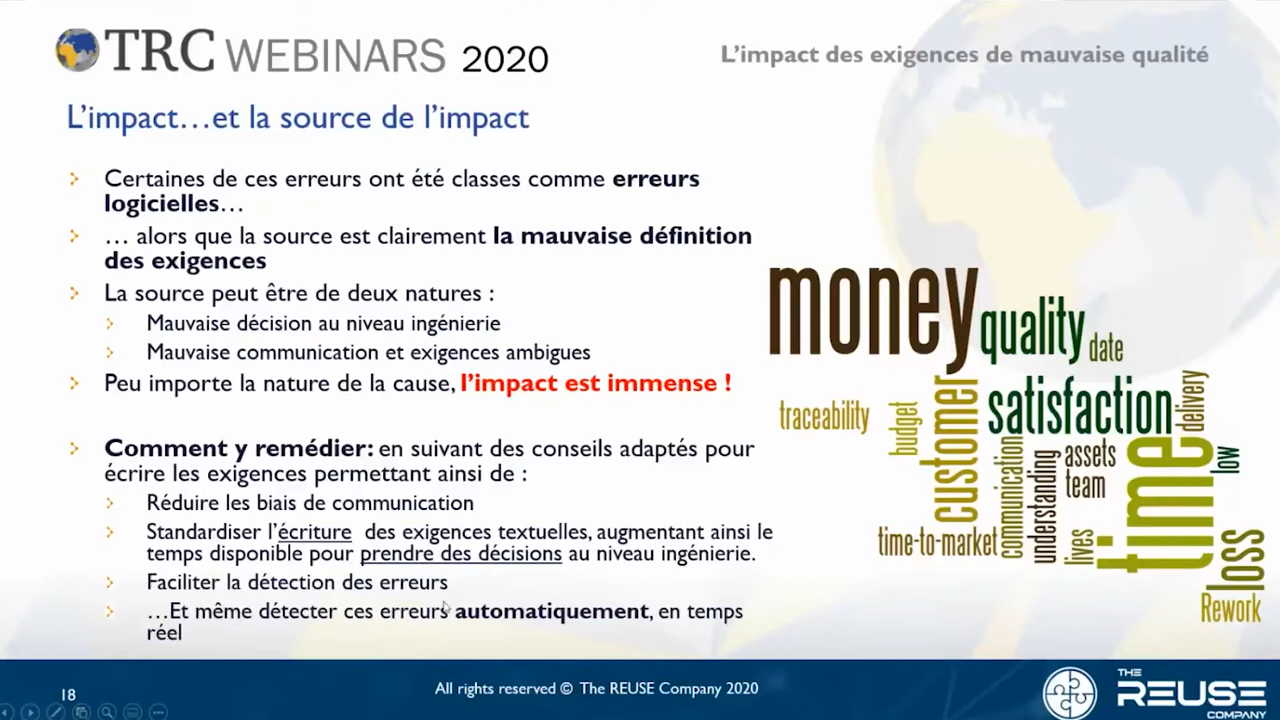 TRC WEBINARS 2020
L'impact des exigences de mauvaise qualité
L'impact…et la source de l'impact
Certaines de ces erreurs ont été classes comme erreurs
logicielles…
… alors que la source est clairement la mauvaise définition
des exigences
La source peut être de deux natures :
Mauvaise décision au niveau ingénierie
Mauvaise communication et exigences ambigues
Peu importe la nature de la cause, l'impact est immense !
Comment y remédier: en suivant des conseils adaptés pour
écrire les exigences permettant ainsi de :
Réduire les biais de communication
Standardiser l'écriture des exigences textuelles, augmentant ainsi le
temps disponible pour prendre des décisions au niveau ingénierie.
Faciliter la détection des erreurs
…Et même détecter ces erreurs automatiquement, en temps
réel
money
quality
date
traceability
budget
customer
satisfaction
delivery
communication
understanding
assets
team
time
low
time-to-market
lives
loss
Rework
18
All rights reserved © The REUSE Company 2020
THE
REUSE
COMPANY